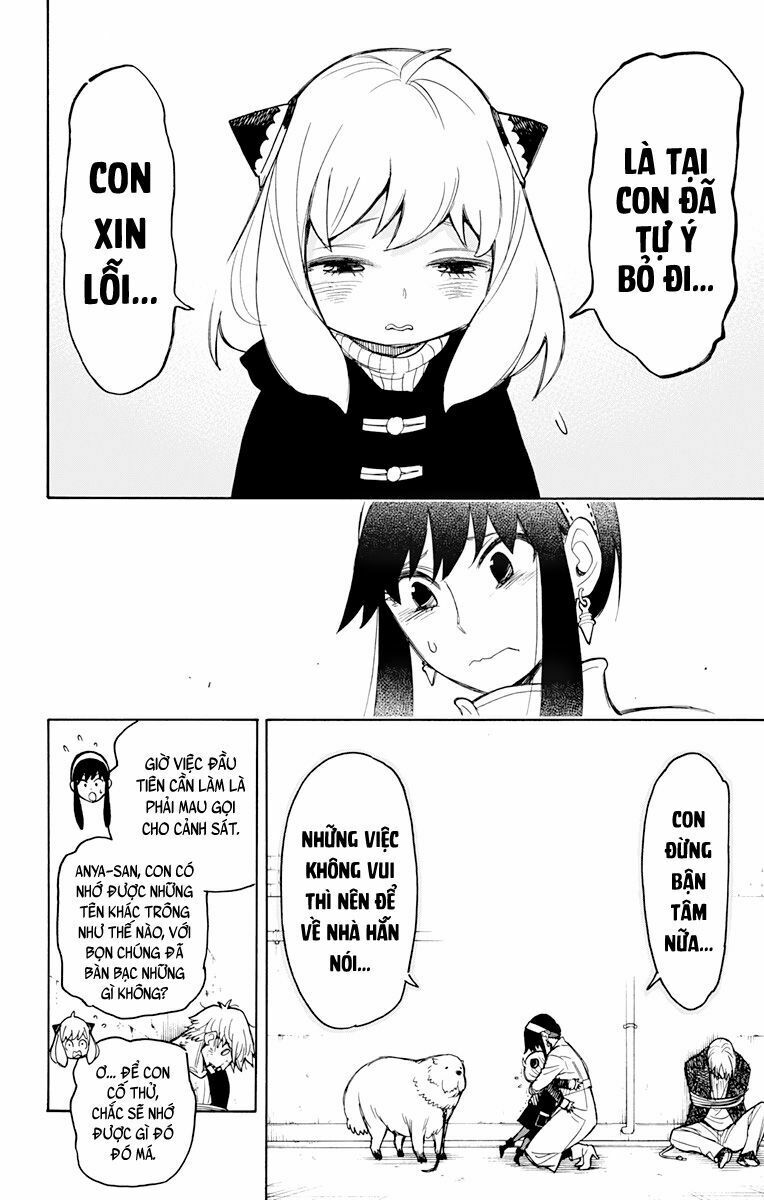 LÀ TẠI
CON ĐÃ
TỰ Ý
BỎ ĐI...
CON
XIN
LỖI...
CON
ĐỪNG
BẬN
TÂM
NỮA...
NHỮNG VIỆC
KHÔNG VUI
THÌ NÊN ĐỂ
VỀ NHÀ HẴN
NÓI...
GIỜ VIỆC ĐẦU
TIÊN CẦN LÀM LÀ
PHẢI MAU GỌI
CHO CẢNH SÁT.
ANYA-SAN, CON CÓ
NHỚ ĐƯỢC NHỮNG
TÊN KHÁC TRÔNG
NHƯ THẾ NÀO, VỚI
BỌN CHÚNG ĐÃ
BÀN BẠC NHỮNG
GÌ KHÔNG?
Ơ... ĐỂ CON
CỐ THỬ,
CHẮC SẼ NHỚ
ĐƯỢC GÌ ĐÓ
ĐÓ MÁ.